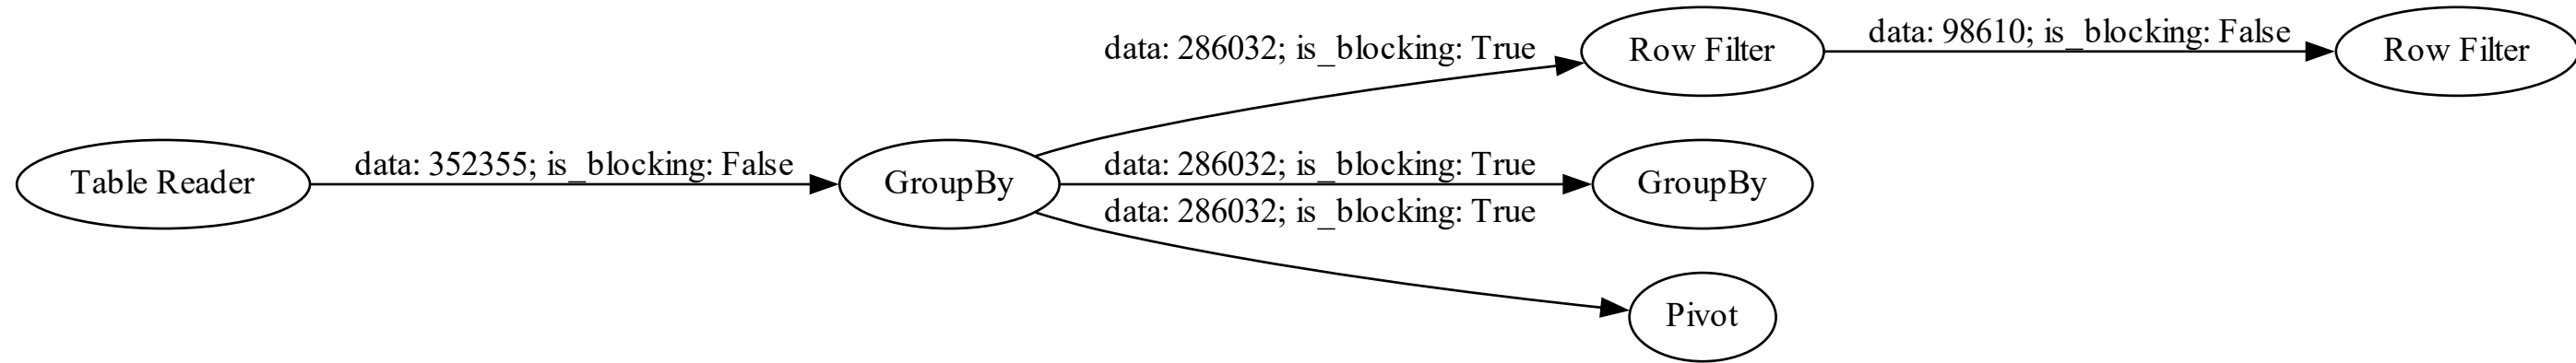 data: 286032; is_blocking: True
Row Filter
data: 98610; is_blocking: False
Row Filter
Table Reader
data: 352355; is_blocking: False
GroupBy
data: 286032; is_blocking: True
GroupBy
data: 286032; is_blocking: True
Pivot